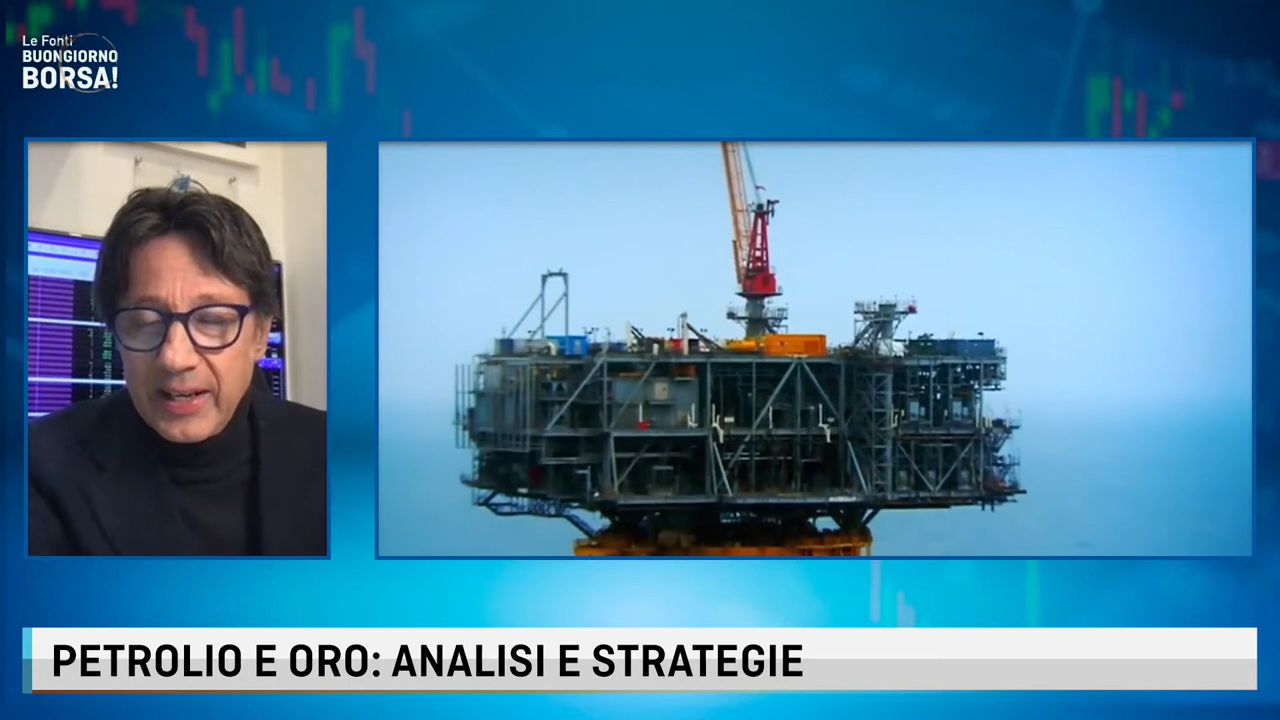 Le Fonti
BUONGIORNO
BORSA!
PETROLIO E ORO: ANALISI E STRATEGIE